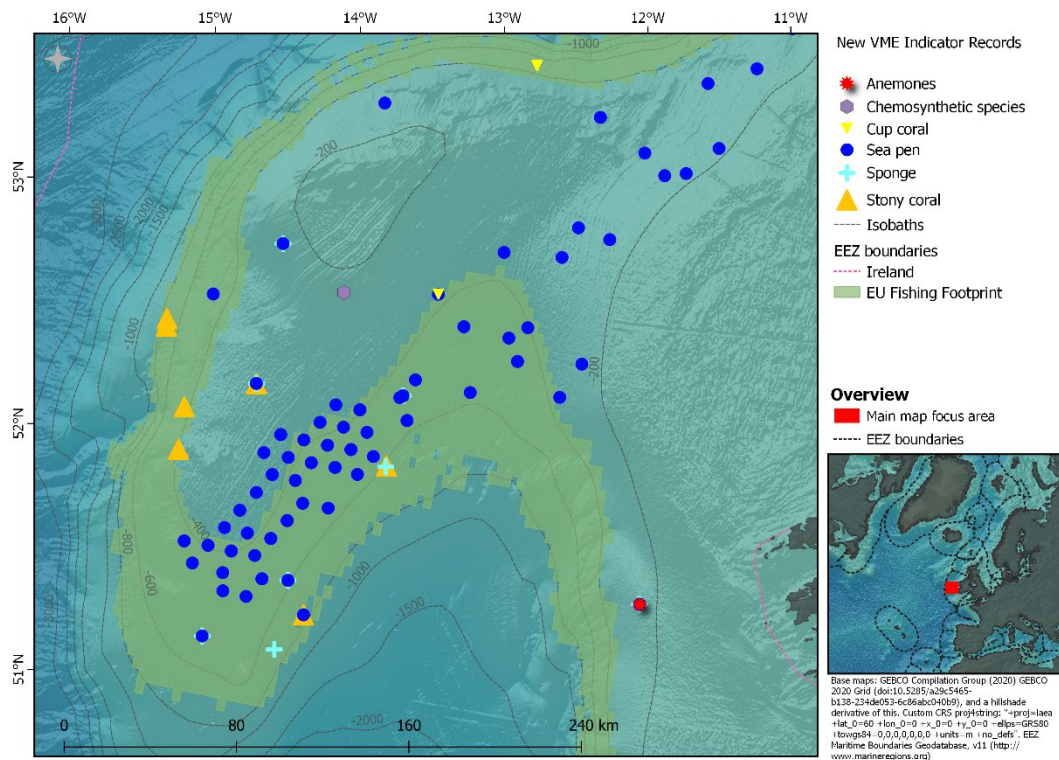 16°W 15°W 14°W 13°W 12°W 11°W
53°N
52°N
51°N
-1000
-200
-200
-1500
-2000
-1000
-400
-800
-600
-1000
-1500
-2000
0 80 160 240 km
New VME Indicator Records
Anemones
Chemosynthetic species
Cup coral
Sea pen
Sponge
Stony coral
Isobaths
EEZ boundaries
Ireland
EU Fishing Footprint
Overview
Main map focus area
EEZ boundaries
Base maps: GEBCO Compilation Group (2020) GEBCO
2020 Grid (doi:10.5285/a29c5465-
b138-234de053-6c86abc040b9), and a hillshade
derivative of this. Custom CRS proj4string: "+proj=laea
+lat_0=60 +lon_0=0 +x_0=0 +y_0=0 +ellps=GRS80
+towgs84=0,0,0,0,0,0,0 +units=m +no_defs". EEZ
Maritime Boundaries Geodatabase, v11 (http://
www.marineregions.org)